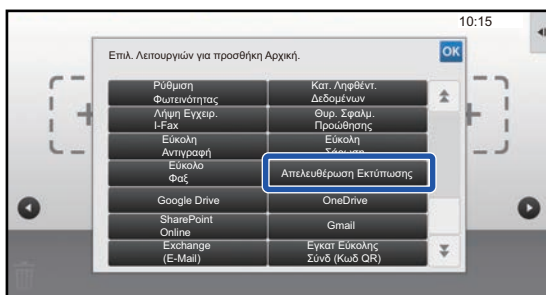 10:15
Επιλ. Λειτουργιών για προσθήκη Αρχική.
OK
Ρύθμιση
Φωτεινότητας
Κατ. Ληφθέντ.
Δεδομένων
Λήψη Εγχειρ.
I-Fax
Θυρ. Σφαλμ.
Προώθησης
Εύκολη
Αντιγραφή
Εύκολη
Σάρωση
Εύκολο
Φαξ
Απελευθέρωση Εκτύπωσης
Google Drive
OneDrive
SharePoint
Online
Gmail
Exchange
(E-Mail)
Εγκατ Εύκολης
Σύνδ (Κωδ QR)